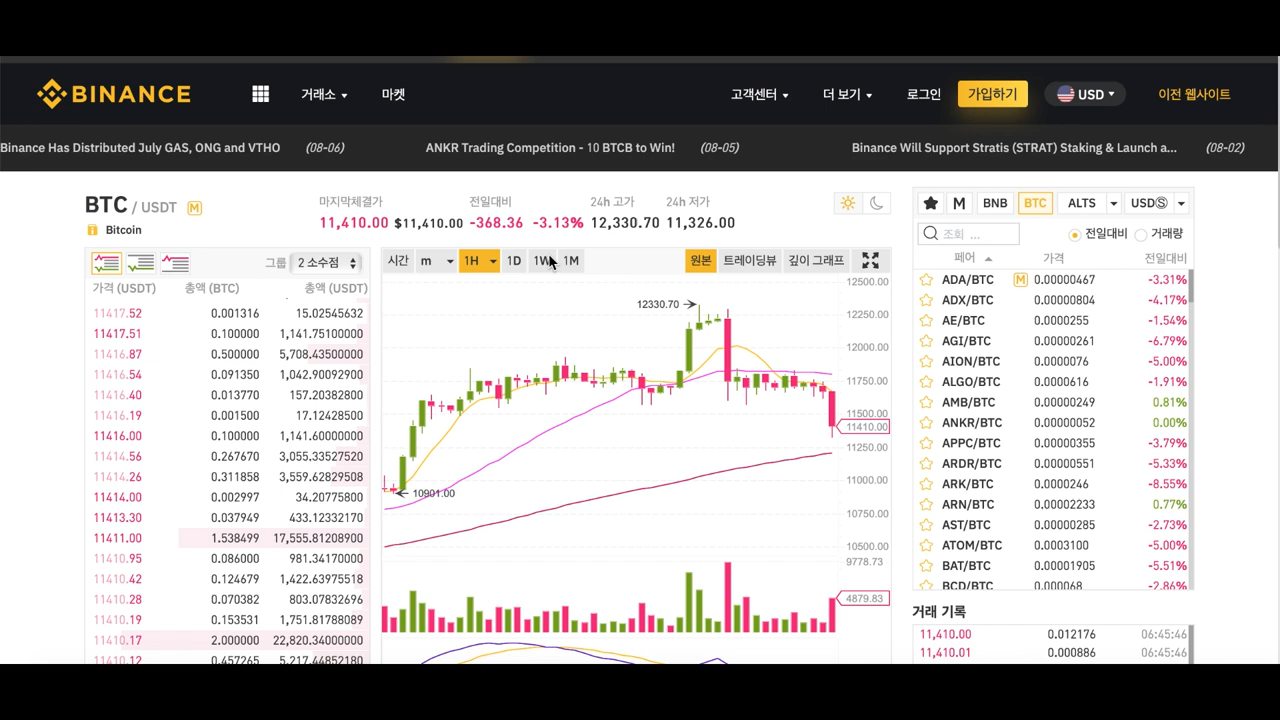 BINANCE 거래소 마켓 고객센터 더 보기 로그인 가입하기 USD 이전 웹사이트
Binance Has Distributed July GAS, ONG and VTHO (08-06) ANKR Trading Competition - 10 BTCB to Win! (08-05) Binance Will Support Stratis (STRAT) Staking & Launch a... (08-02)
BTC / USDT M
Bitcoin
마지막체결가 전일대비 24h 고가 24h 저가
11,410.00 $11,410.00 -368.36 -3.13% 12,330.70 11,326.00
그룹 2 소수점
가격 (USDT) 총액 (BTC) 총액 (USDT)
11417.52 0.001316 15.02545632
11417.51 0.100000 1,141.75100000
11416.87 0.500000 5,708.43500000
11416.54 0.091350 1,042.90092900
11416.40 0.013770 157.20382800
11416.19 0.001500 17.12428500
11416.00 0.100000 1,141.60000000
11414.56 0.267670 3,055.33527520
11414.26 0.311858 3,559.62829508
11414.00 0.002997 34.20775800
11413.30 0.037949 433.12332170
11411.00 1.538499 17,555.81208900
11410.95 0.086000 981.34170000
11410.42 0.124679 1,422.63975518
11410.28 0.070382 803.07832696
11410.19 0.153531 1,751.81788089
11410.17 2.000000 22,820.34000000
11410.12 0.457265 5,217.44852180
시간 m 1H 1D 1W 1M 원본 트레이딩뷰 깊이 그래프
12500.00
12330.70
12250.00
12000.00
11750.00
11500.00
11410.00
11250.00
11000.00
10901.00
10750.00
10500.00
9778.73
4879.83
M BNB BTC ALTS USDⓈ
조회 ... 전일대비 거래량
페어 가격 전일대비
ADA/BTC M 0.00000467 -3.31%
ADX/BTC 0.00000804 -4.17%
AE/BTC 0.0000255 -1.54%
AGI/BTC 0.00000261 -6.79%
AION/BTC 0.0000076 -5.00%
ALGO/BTC 0.0000616 -1.91%
AMB/BTC 0.00000249 0.81%
ANKR/BTC 0.00000052 0.00%
APPC/BTC 0.00000355 -3.79%
ARDR/BTC 0.00000551 -5.33%
ARK/BTC 0.0000246 -8.55%
ARN/BTC 0.00002233 0.77%
AST/BTC 0.00000285 -2.73%
ATOM/BTC 0.0003100 -5.00%
BAT/BTC 0.00001905 -5.51%
BCD/BTC 0.000068 -2.86%
거래 기록
11,410.00 0.012176 06:45:46
11,410.01 0.000886 06:45:46